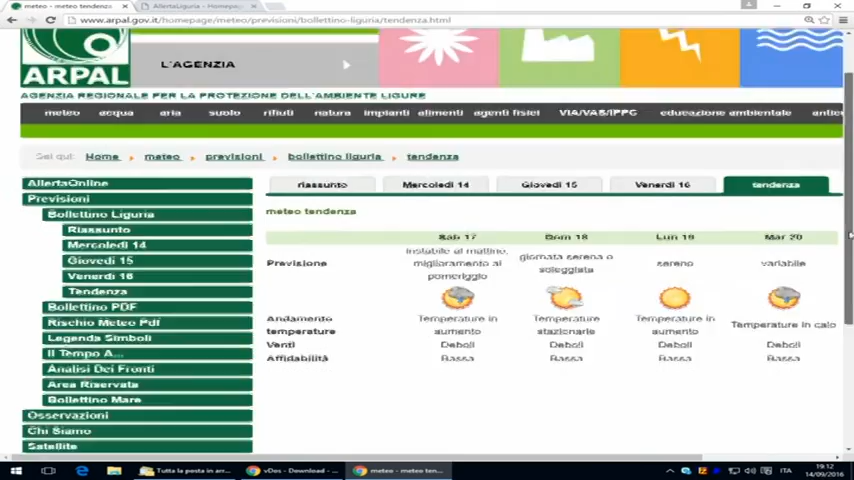 meteo - meteo tendenza
AllertaLiguria - Homepag
www.arpal.gov.it/homepage/meteo/previsioni/bollettino-liguria/tendenza.html
ARPAL
L'AGENZIA
AGENZIA REGIONALE PER LA PROTEZIONE DELL'AMBIENTE LIGURE
meteo acqua aria suolo rifiuti natura impianti alimenti agenti fisici VIA/VAS/IPPC educazione ambientale
Sei qui: Home meteo previsioni bollettino liguria tendenza
AllertaOnline
Previsioni
Bollettino Liguria
Riassunto
Mercoledì 14
Giovedì 15
Venerdì 16
Tendenza
Bollettino PDF
Rischio Meteo Pdf
Legenda Simboli
Il Tempo A...
Analisi Dei Fronti
Area Riservata
Bollettino Mare
Osservazioni
Chi Siamo
Satellite
riassunto Mercoledì 14 Giovedì 15 Venerdì 16 tendenza
meteo tendenza
Sab 17 Dom 18 Lun 19 Mar 20
Previsione instabile al mattino, miglioramento al pomeriggio giornata serena o soleggiata sereno variabile
Andamento temperature Temperature in aumento Temperature stazionarie Temperature in aumento Temperature in calo
Venti Deboli Deboli Deboli Deboli
Affidabilità Bassa Bassa Bassa Bassa
Tutta la posta in arr... vDos - Download - ... meteo - meteo ten... ITA 19:12
14/09/2016